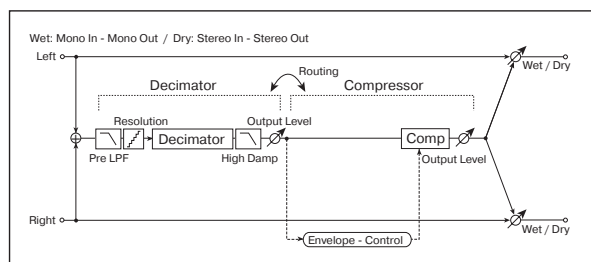 Wet: Mono In - Mono Out / Dry: Stereo In - Stereo Out
Left
Wet / Dry
Routing
Decimator
Compressor
Resolution
Output Level
Decimator
Comp
Pre LPF
High Damp
Output Level
Right
Wet / Dry
Envelope - Control